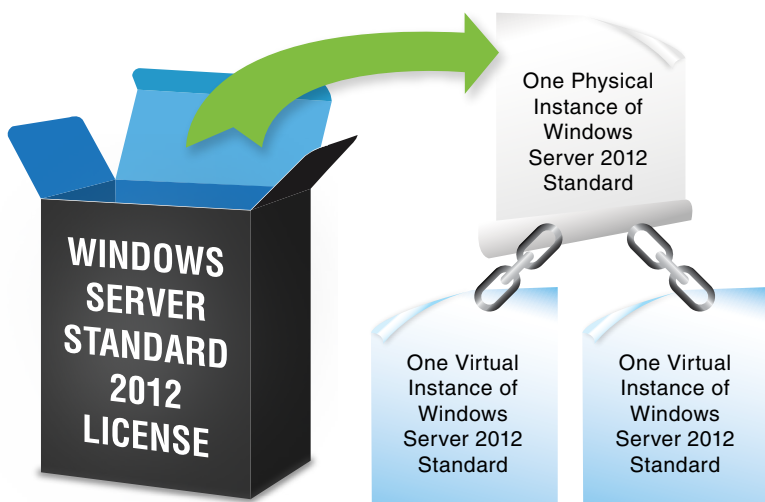 WINDOWS
SERVER
STANDARD
2012
LICENSE
One Physical
Instance of
Windows
Server 2012
Standard
One Virtual
Instance of
Windows
Server 2012
Standard
One Virtual
Instance of
Windows
Server 2012
Standard